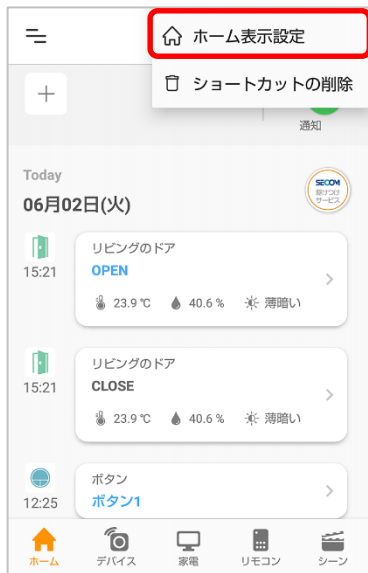 ホーム表示設定
ショートカットの削除
通知
Today
06月02日(火)
SECOM
駆けつけ
サービス
15:21
リビングのドア
OPEN
23.9 ℃ 40.6 % 薄暗い
15:21
リビングのドア
CLOSE
23.9 ℃ 40.6 % 薄暗い
12:25
ボタン
ボタン1
ホーム デバイス 家電 リモコン シーン